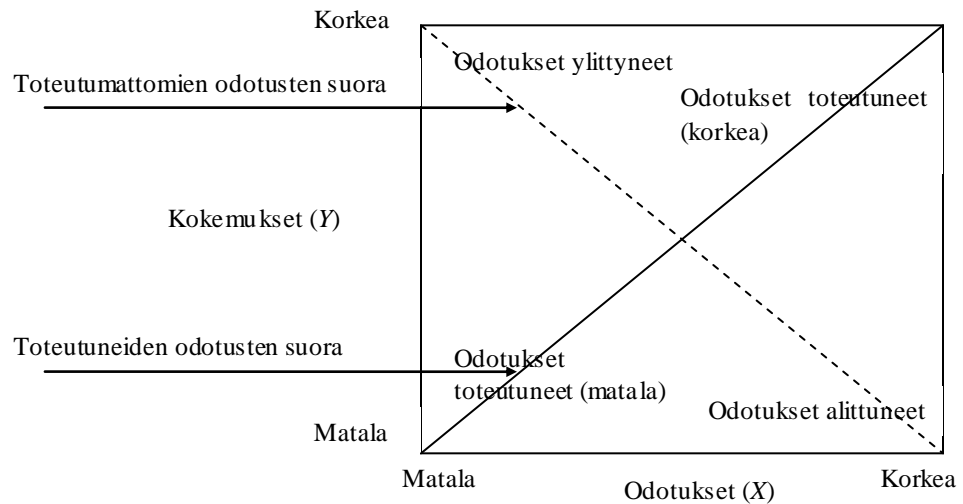 Korkea
Odotukset ylittyneet
Toteutumattomien odotusten suora
Odotukset toteutuneet
(korkea)
Kokemukset (Y)
Toteutuneiden odotusten suora
Odotukset
toteutuneet (matala)
Odotukset alittuneet
Matala
Matala
Korkea
Odotukset (X)